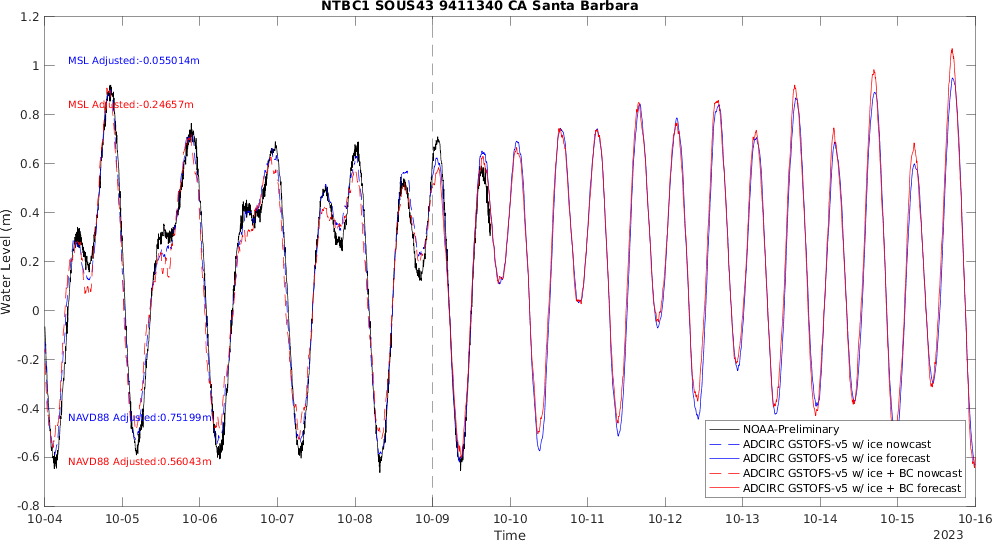 NTBC1 SOUS43 9411340 CA Santa Barbara
1.2
1
0.8
0.6
0.4
0.2
0
-0.2
-0.4
-0.6
-0.8
Water Level (m)
MSL Adjusted:-0.055014m
MSL Adjusted:-0.24657m
NAVD88 Adjusted:0.75199m
NAVD88 Adjusted:0.56043m
NOAA-Preliminary
ADCIRC GSTOFS-v5 w/ ice nowcast
ADCIRC GSTOFS-v5 w/ ice forecast
ADCIRC GSTOFS-v5 w/ ice + BC nowcast
ADCIRC GSTOFS-v5 w/ ice + BC forecast
10-04 10-05 10-06 10-07 10-08 10-09 10-10 10-11 10-12 10-13 10-14 10-15 10-16
Time
2023